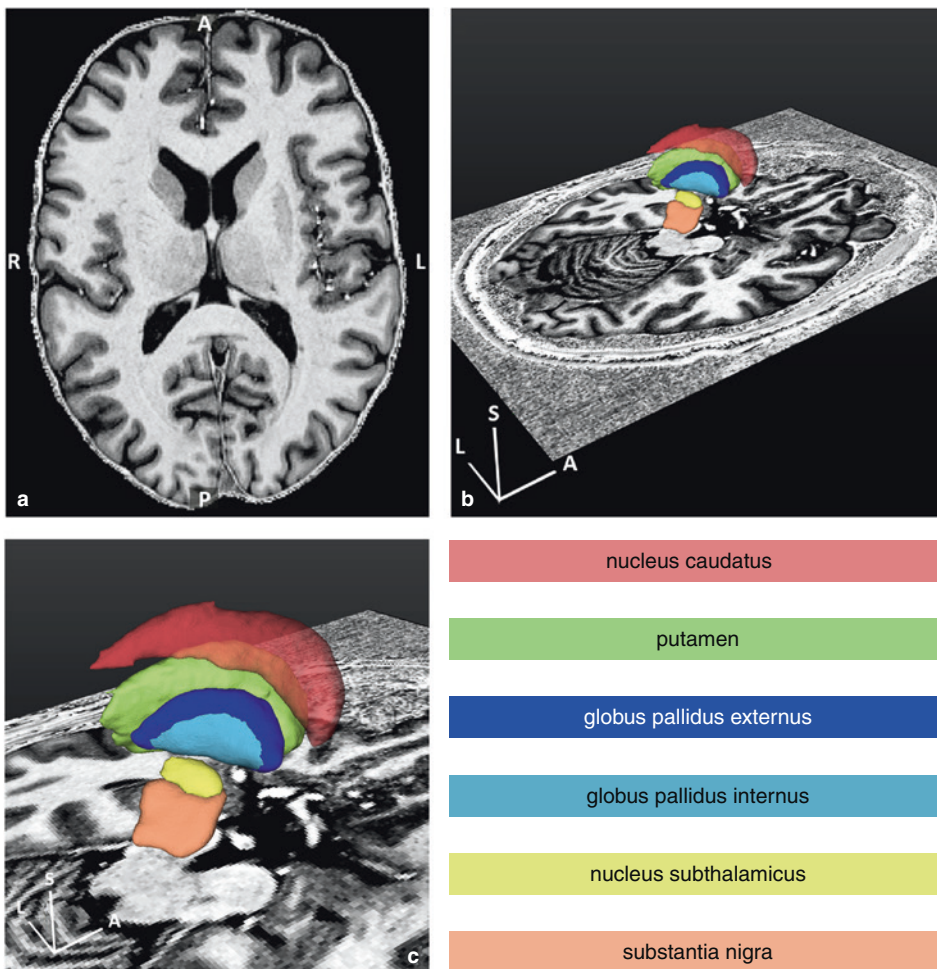 A
R
L
a
P
S
L
A
b
S
L
A
c
nucleus caudatus
putamen
globus pallidus externus
globus pallidus internus
nucleus subthalamicus
substantia nigra